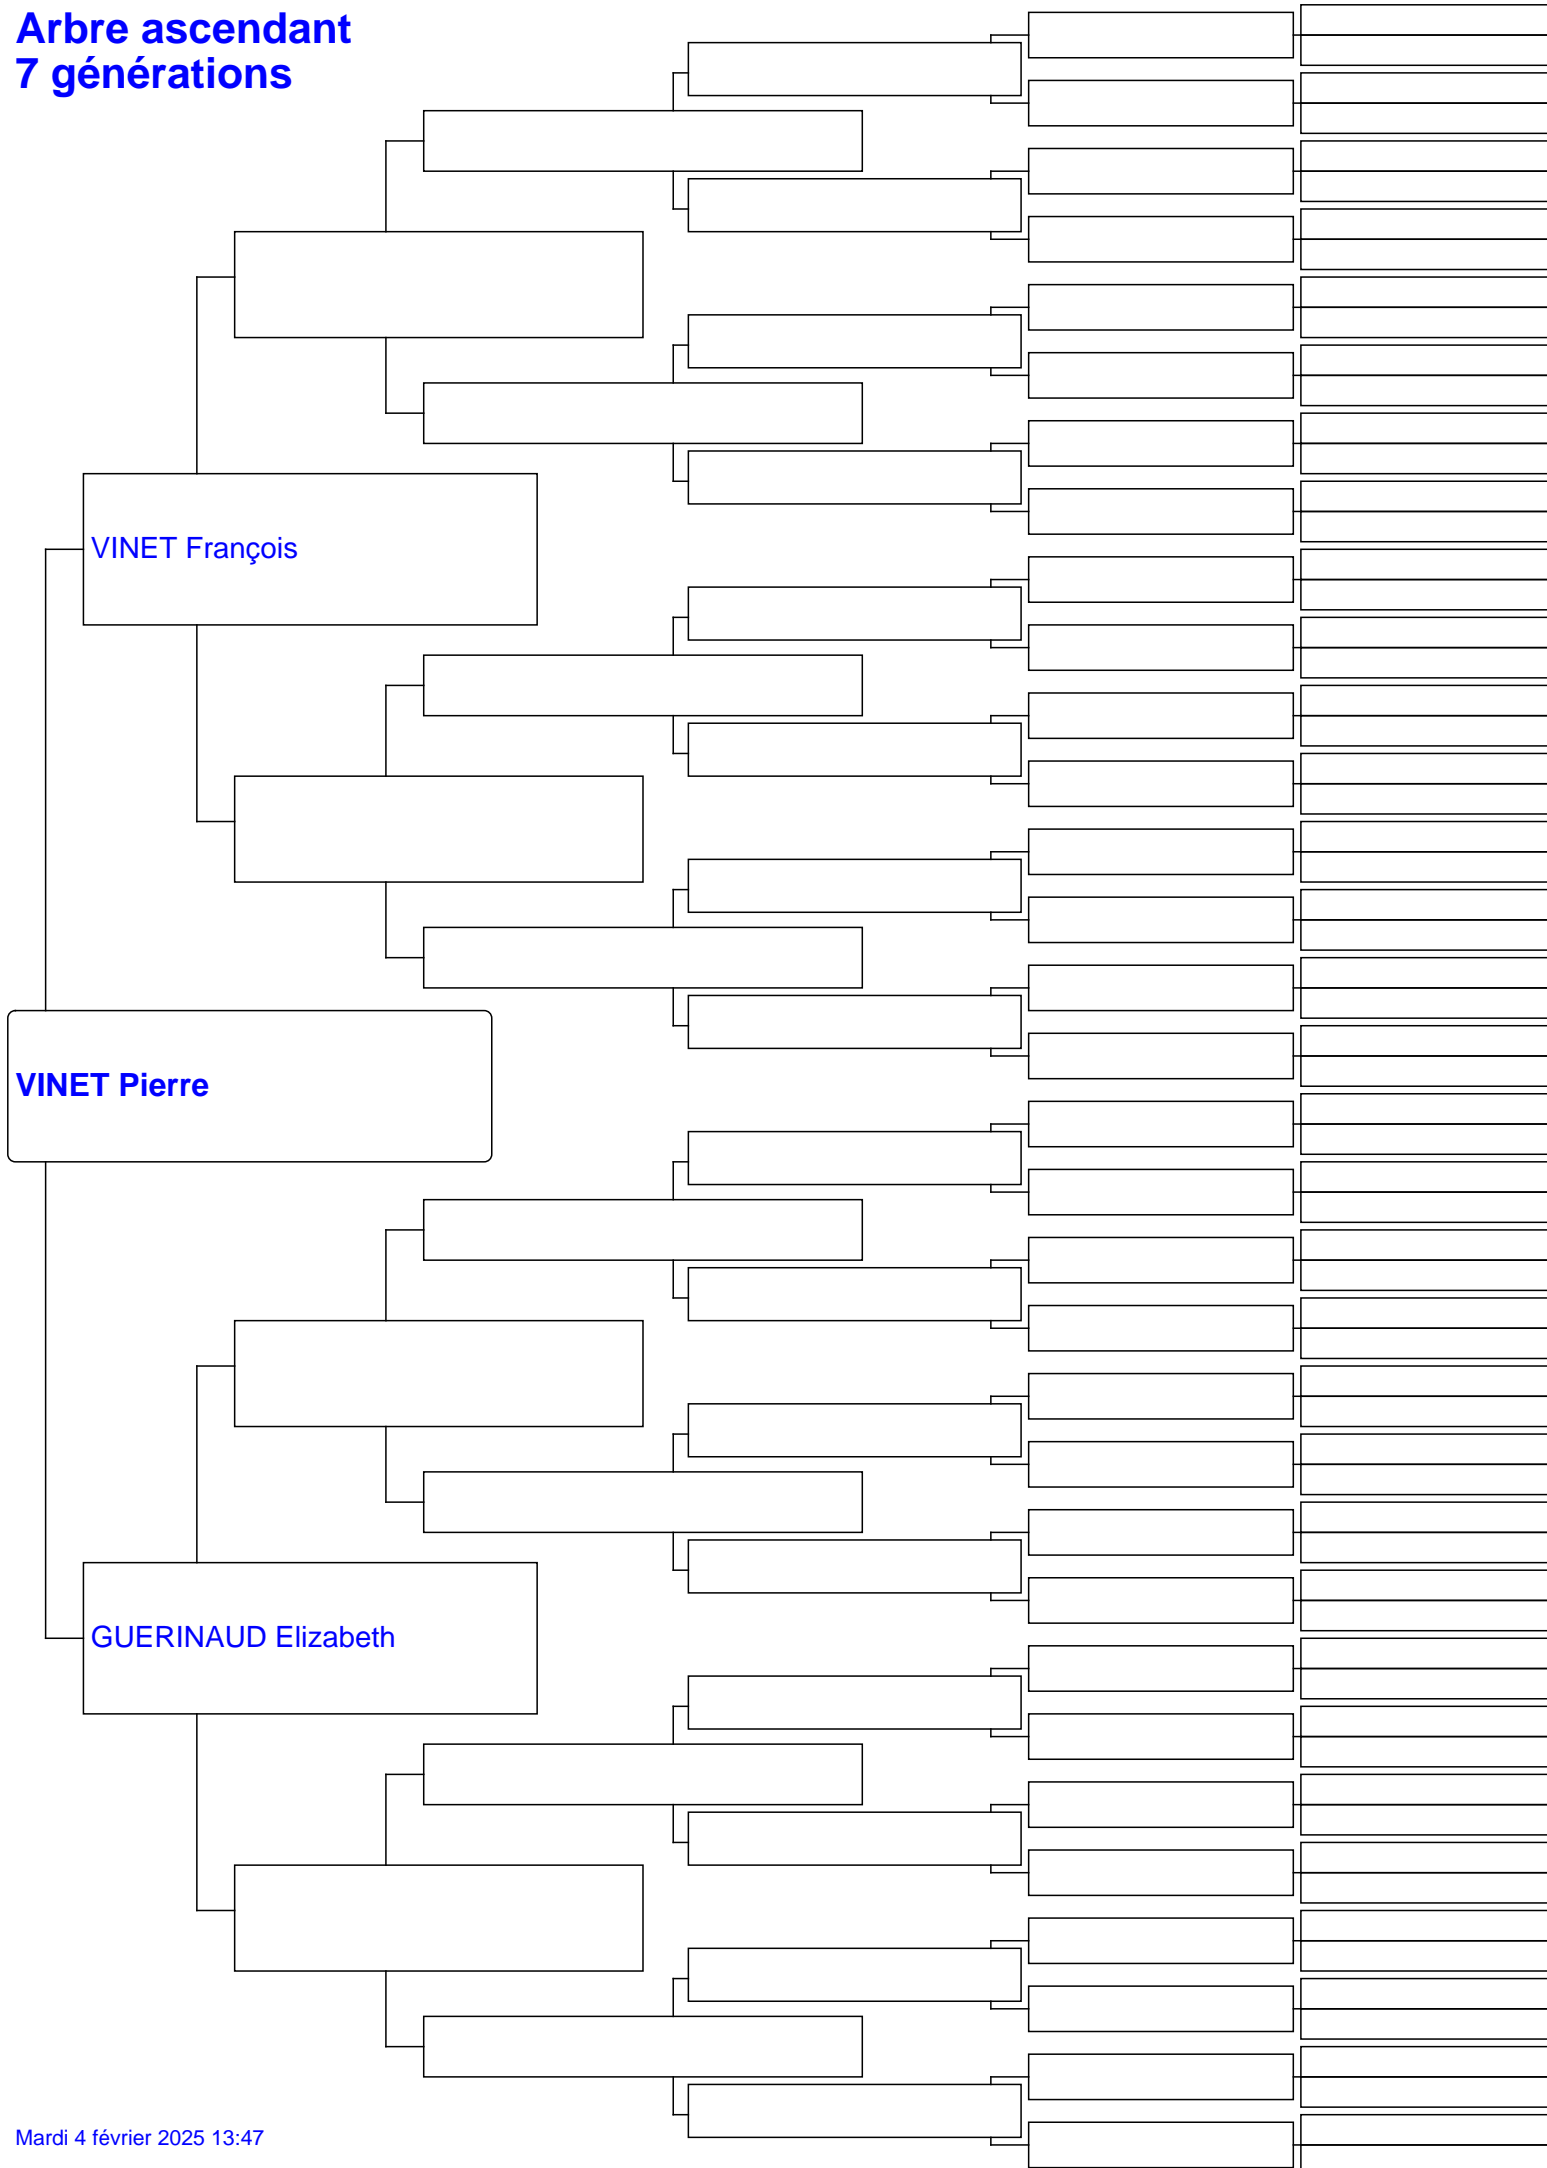 Arbre ascendant
7 générations
VINET François
VINET Pierre
GUERINAUD Elizabeth
Mardi 4 février 2025 13:47